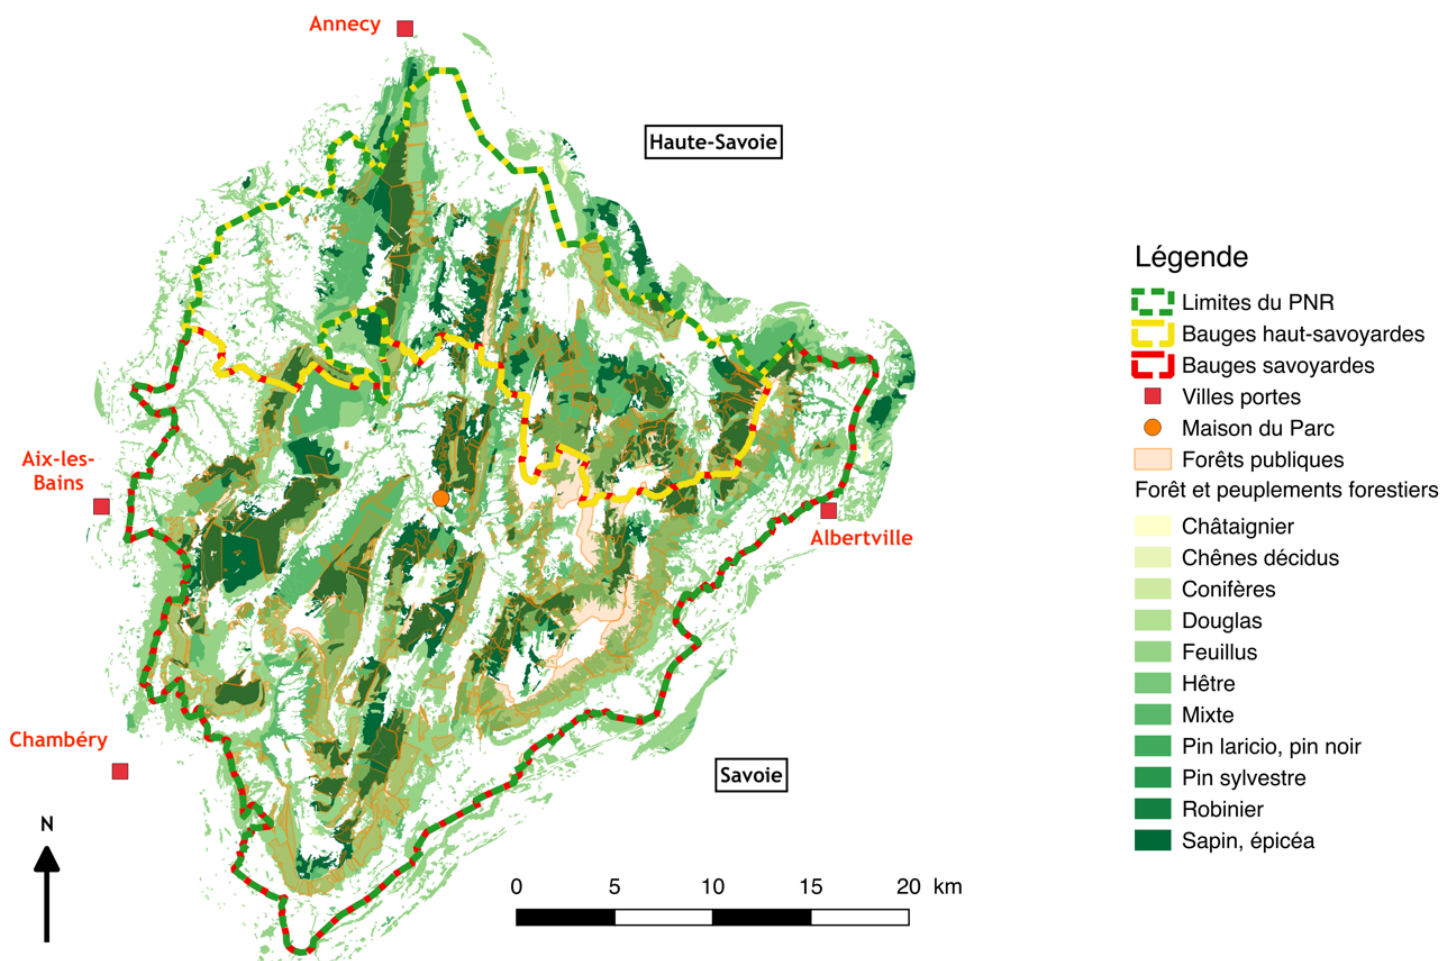 Annecy
Haute-Savoie
Aix-les-
Bains
Albertville
Chambéry
Savoie
N
0 5 10 15 20 km
Légende
Limites du PNR
Bauges haut-savoyardes
Bauges savoyardes
Villes portes
Maison du Parc
Forêts publiques
Forêt et peuplements forestiers
Châtaignier
Chênes décidus
Conifères
Douglas
Feuillus
Hêtre
Mixte
Pin laricio, pin noir
Pin sylvestre
Robinier
Sapin, épicéa